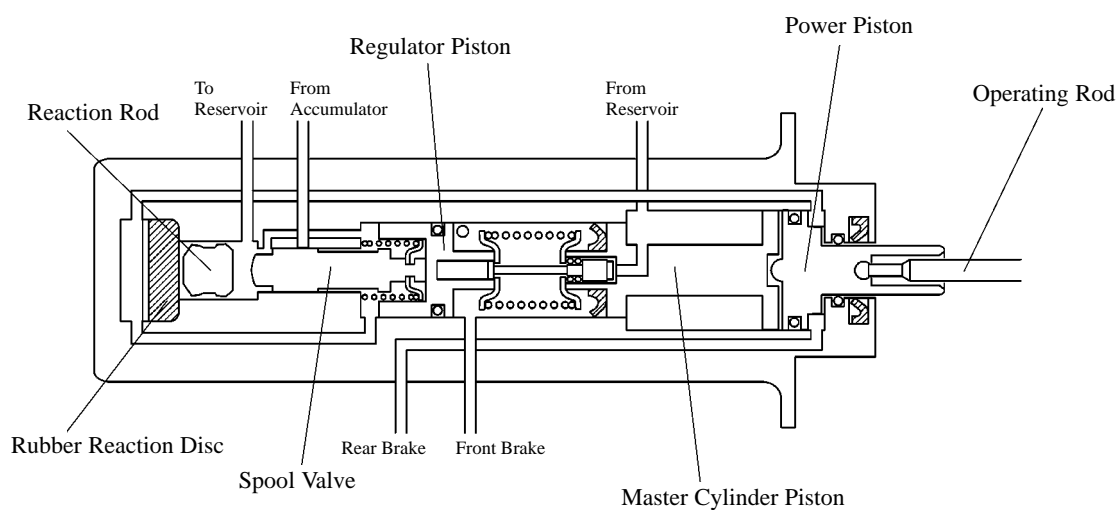 Power Piston
Regulator Piston
To
Reservoir
From
Accumulator
From
Reservoir
Operating Rod
Reaction Rod
Rubber Reaction Disc
Rear Brake
Front Brake
Spool Valve
Master Cylinder Piston